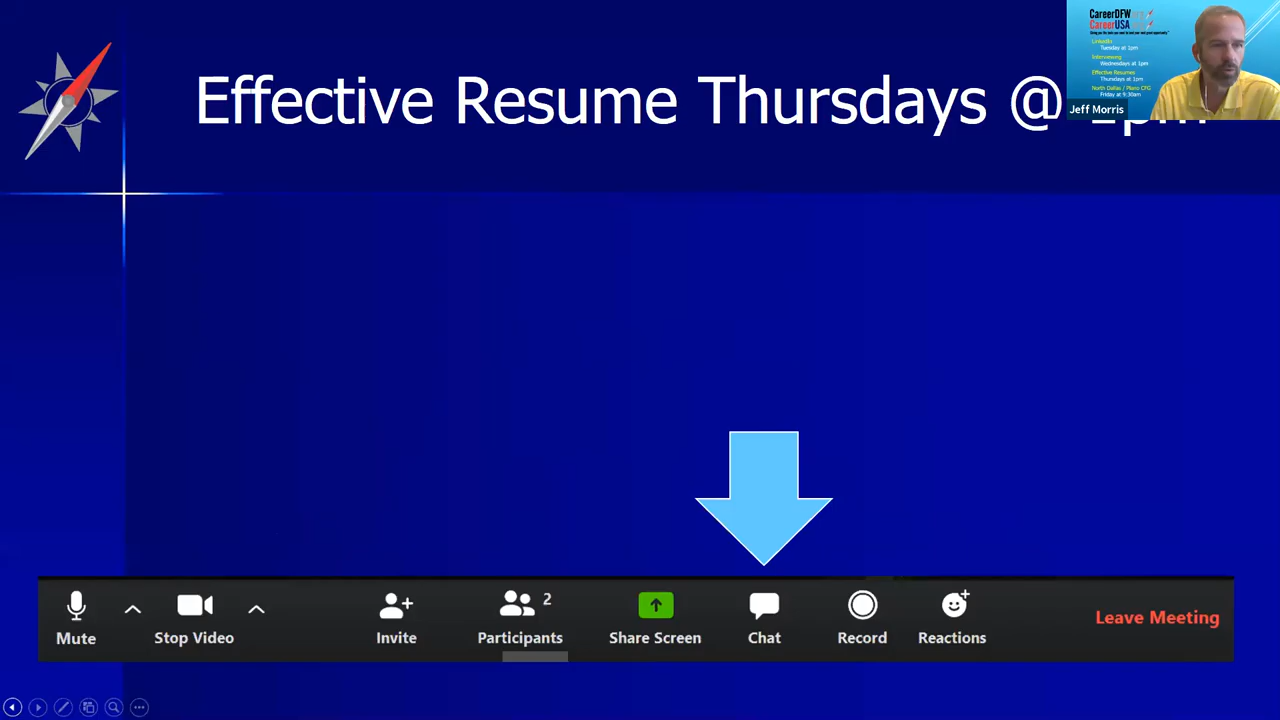 Effective Resume Thursdays @ 1pm
CareerDFW
CareerUSA
LinkedIn
Tuesday at 1pm
Interviewing
Wednesdays at 1pm
Effective Resumes
Thursdays at 1pm
North Dallas / Plano CFG
Friday at 9:30am
Jeff Morris
2
Mute
Stop Video
Invite
Participants
Share Screen
Chat
Record
Reactions
Leave Meeting